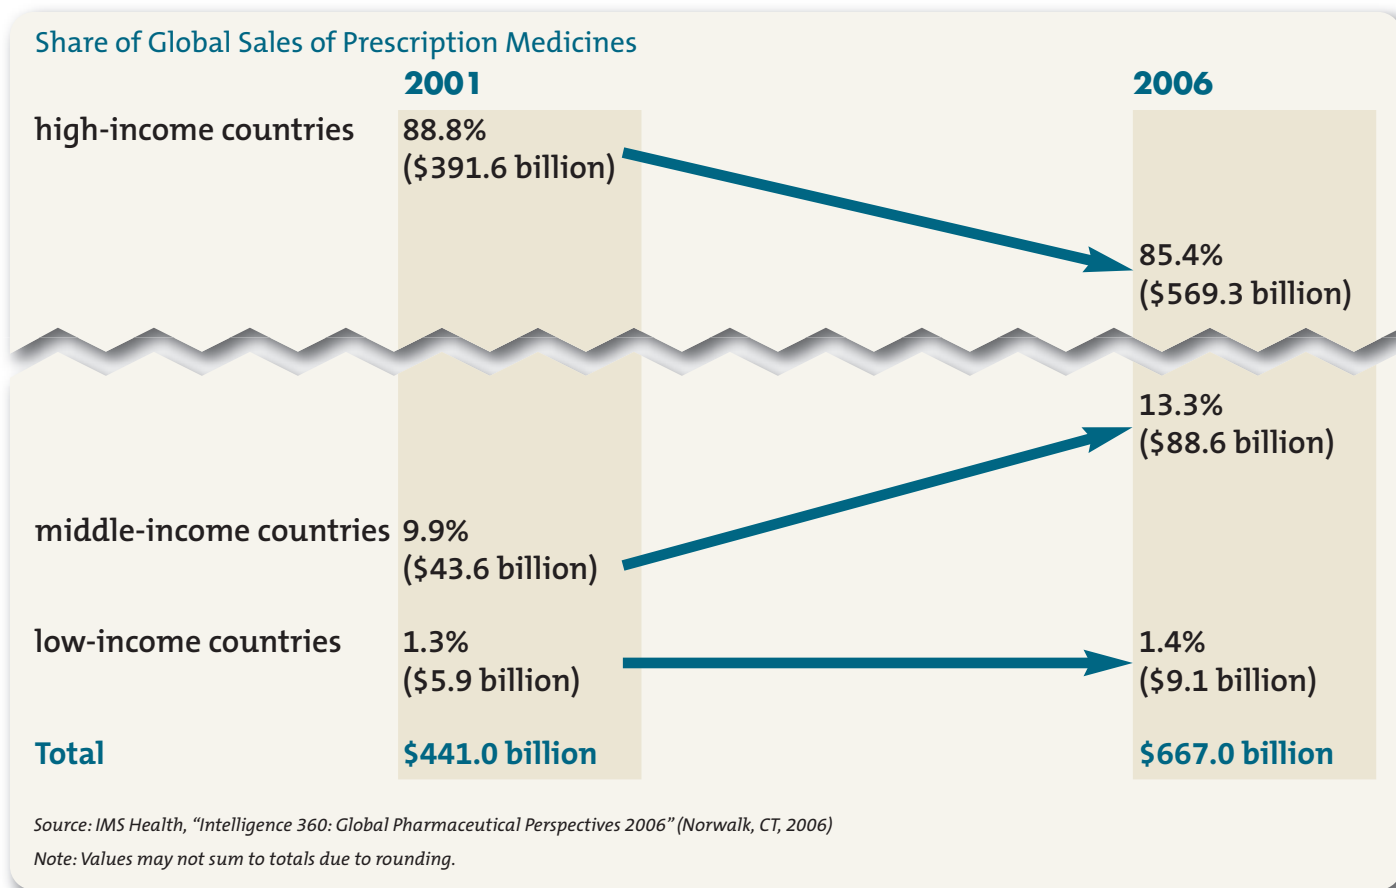 Share of Global Sales of Prescription Medicines
2001 2006
high-income countries 88.8%
($391.6 billion)
85.4%
($569.3 billion)
13.3%
($88.6 billion)
middle-income countries 9.9%
($43.6 billion)
low-income countries 1.3% 1.4%
($5.9 billion) ($9.1 billion)
Total $441.0 billion $667.0 billion
Source: IMS Health, “Intelligence 360: Global Pharmaceutical Perspectives 2006” (Norwalk, CT, 2006)
Note: Values may not sum to totals due to rounding.